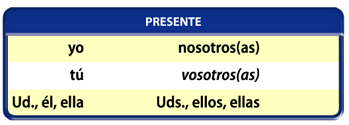 PRESENTE
yo nosotros(as)
tú vosotros(as)
Ud., él, ella Uds., ellos, ellas